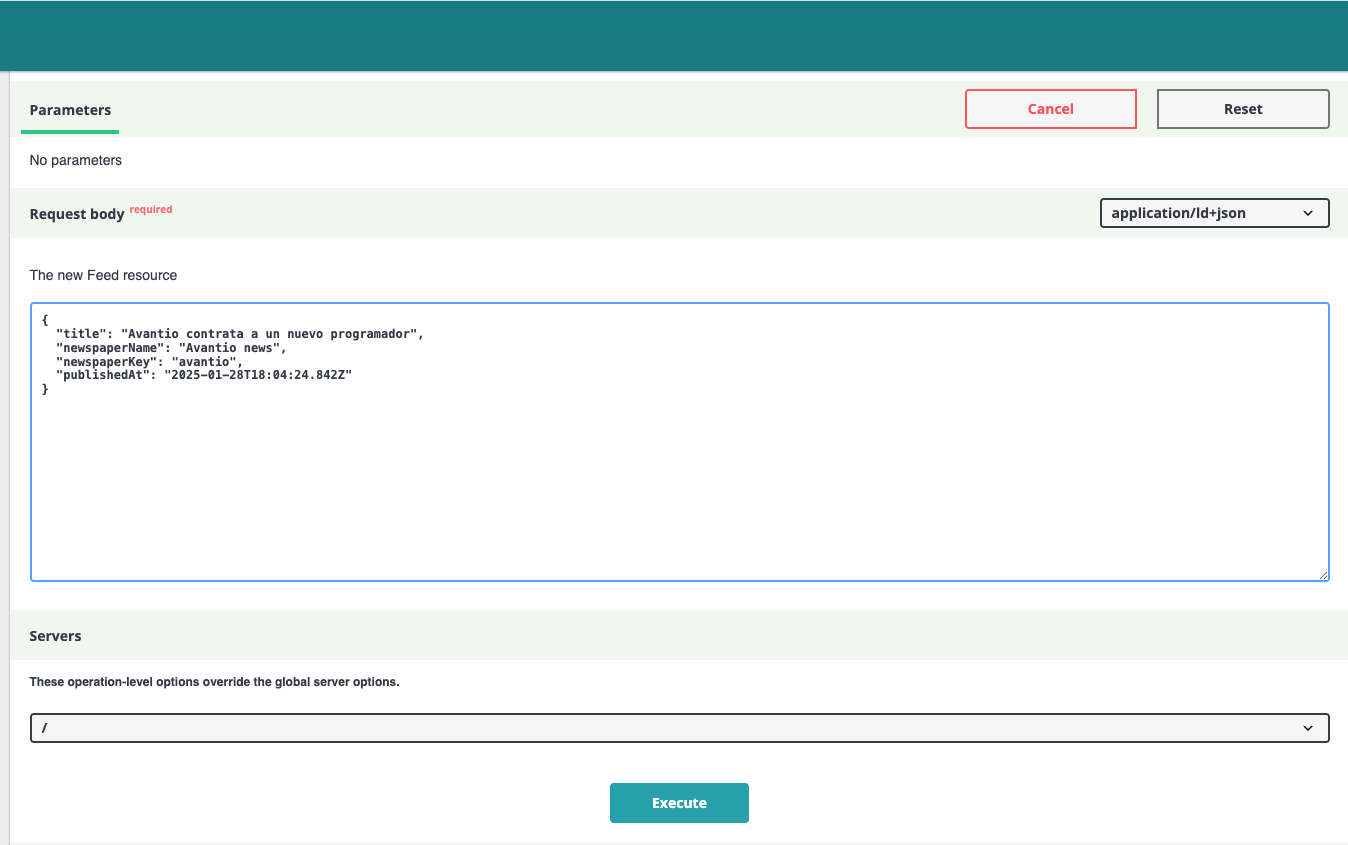 Parameters
Cancel
Reset
No parameters
Request body required
application/ld+json
The new Feed resource
{
  "title": "Avantio contrata a un nuevo programador",
  "newspaperName": "Avantio news",
  "newspaperKey": "avantio",
  "publishedAt": "2025-01-28T18:04:24.842Z"
}
Servers
These operation-level options override the global server options.
/
Execute